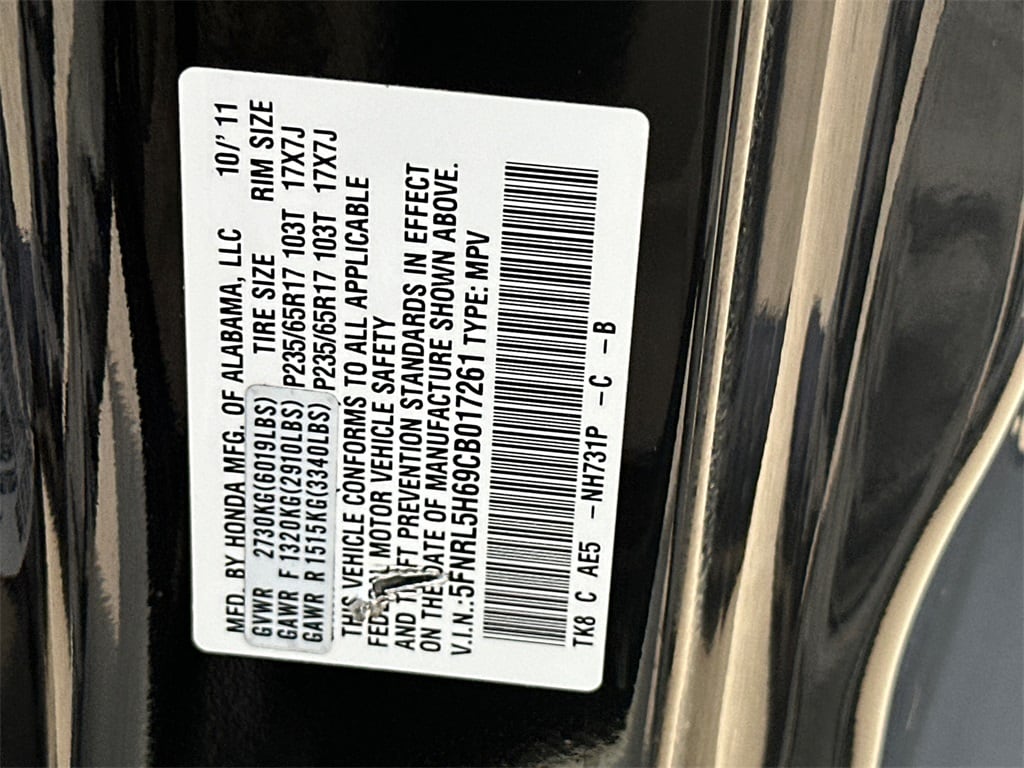 MFD. BY HONDA MFG. OF ALABAMA, LLC 10/'11
GVWR 2730KG(6019LBS) TIRE SIZE RIM SIZE
GAWR F 1320KG(2910LBS) P235/65R17 103T 17X7J
GAWR R 1515KG(3340LBS) P235/65R17 103T 17X7J
VEHICLE CONFORMS TO ALL APPLICABLE
MOTOR VEHICLE SAFETY
AND PREVENTION STANDARDS IN EFFECT
ON THE DATE OF MANUFACTURE SHOWN ABOVE.
V.I.N.:5FNRL5H69CB017261 TYPE: MPV
TK8 C AE5 -NH731P -C -B